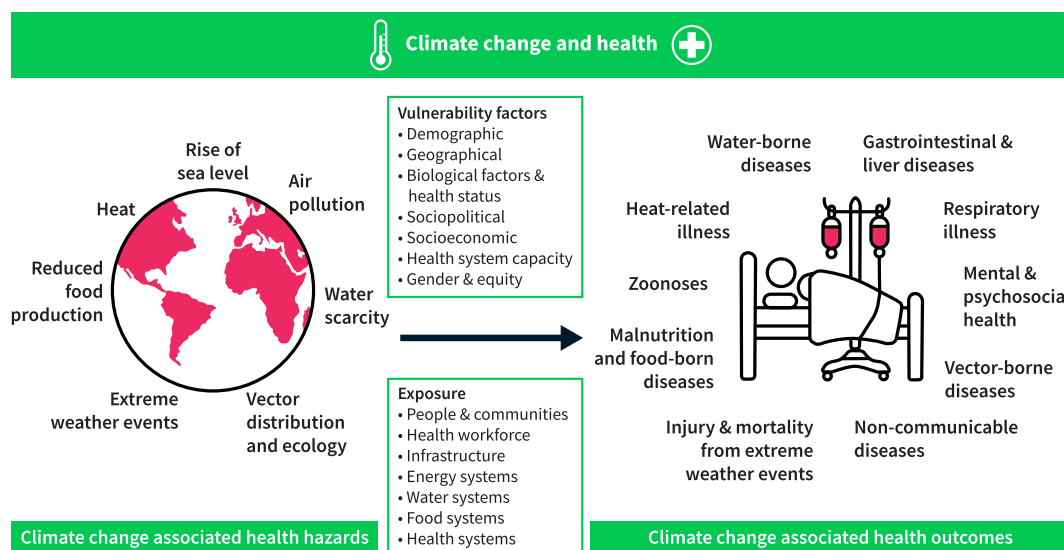 Climate change and health
Rise of
sea level
Air
pollution
Heat
Reduced
food
production
Water
scarcity
Extreme
weather events
Vector
distribution
and ecology
Climate change associated health hazards
Vulnerability factors
• Demographic
• Geographical
• Biological factors &
health status
• Sociopolitical
• Socioeconomic
• Health system capacity
• Gender & equity
Exposure
• People & communities
• Health workforce
• Infrastructure
• Energy systems
• Water systems
• Food systems
• Health systems
Water-borne
diseases
Gastrointestinal &
liver diseases
Heat-related
illness
Respiratory
illness
Zoonoses
Mental &
psychosocia
health
Malnutrition
and food-born
diseases
Vector-borne
diseases
Injury & mortality
from extreme
weather events
Non-communicable
diseases
Climate change associated health outcomes